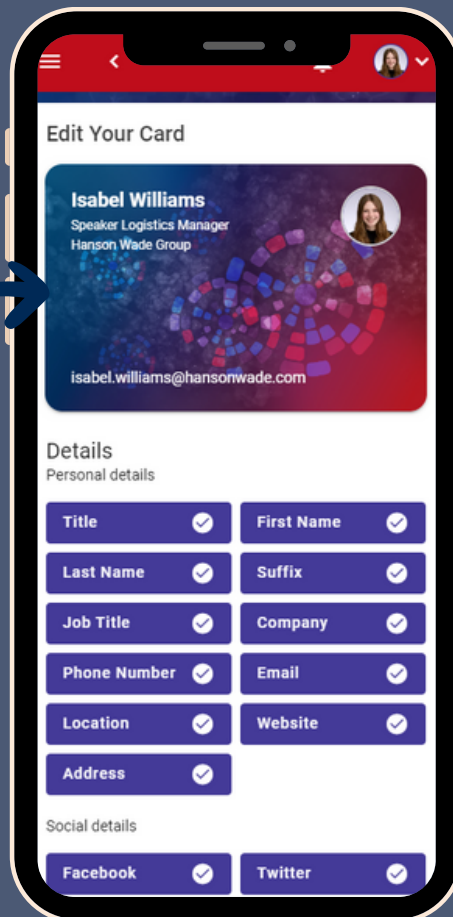 Edit Your Card
Isabel Williams
Speaker Logistics Manager
Hanson Wade Group
isabel.williams@hansonwade.com
Details
Personal details
Title
First Name
Last Name
Suffix
Job Title
Company
Phone Number
Email
Location
Website
Address
Social details
Facebook
Twitter